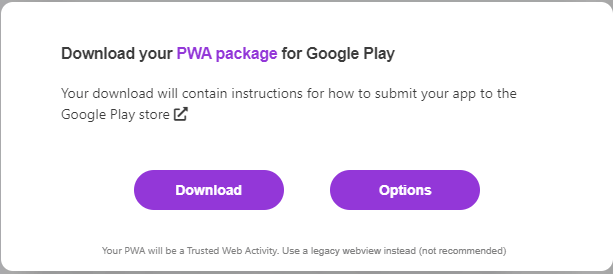 Download your PWA package for Google Play
Your download will contain instructions for how to submit your app to the
Google Play store
Download
Options
Your PWA will be a Trusted Web Activity. Use a legacy webview instead (not recommended)